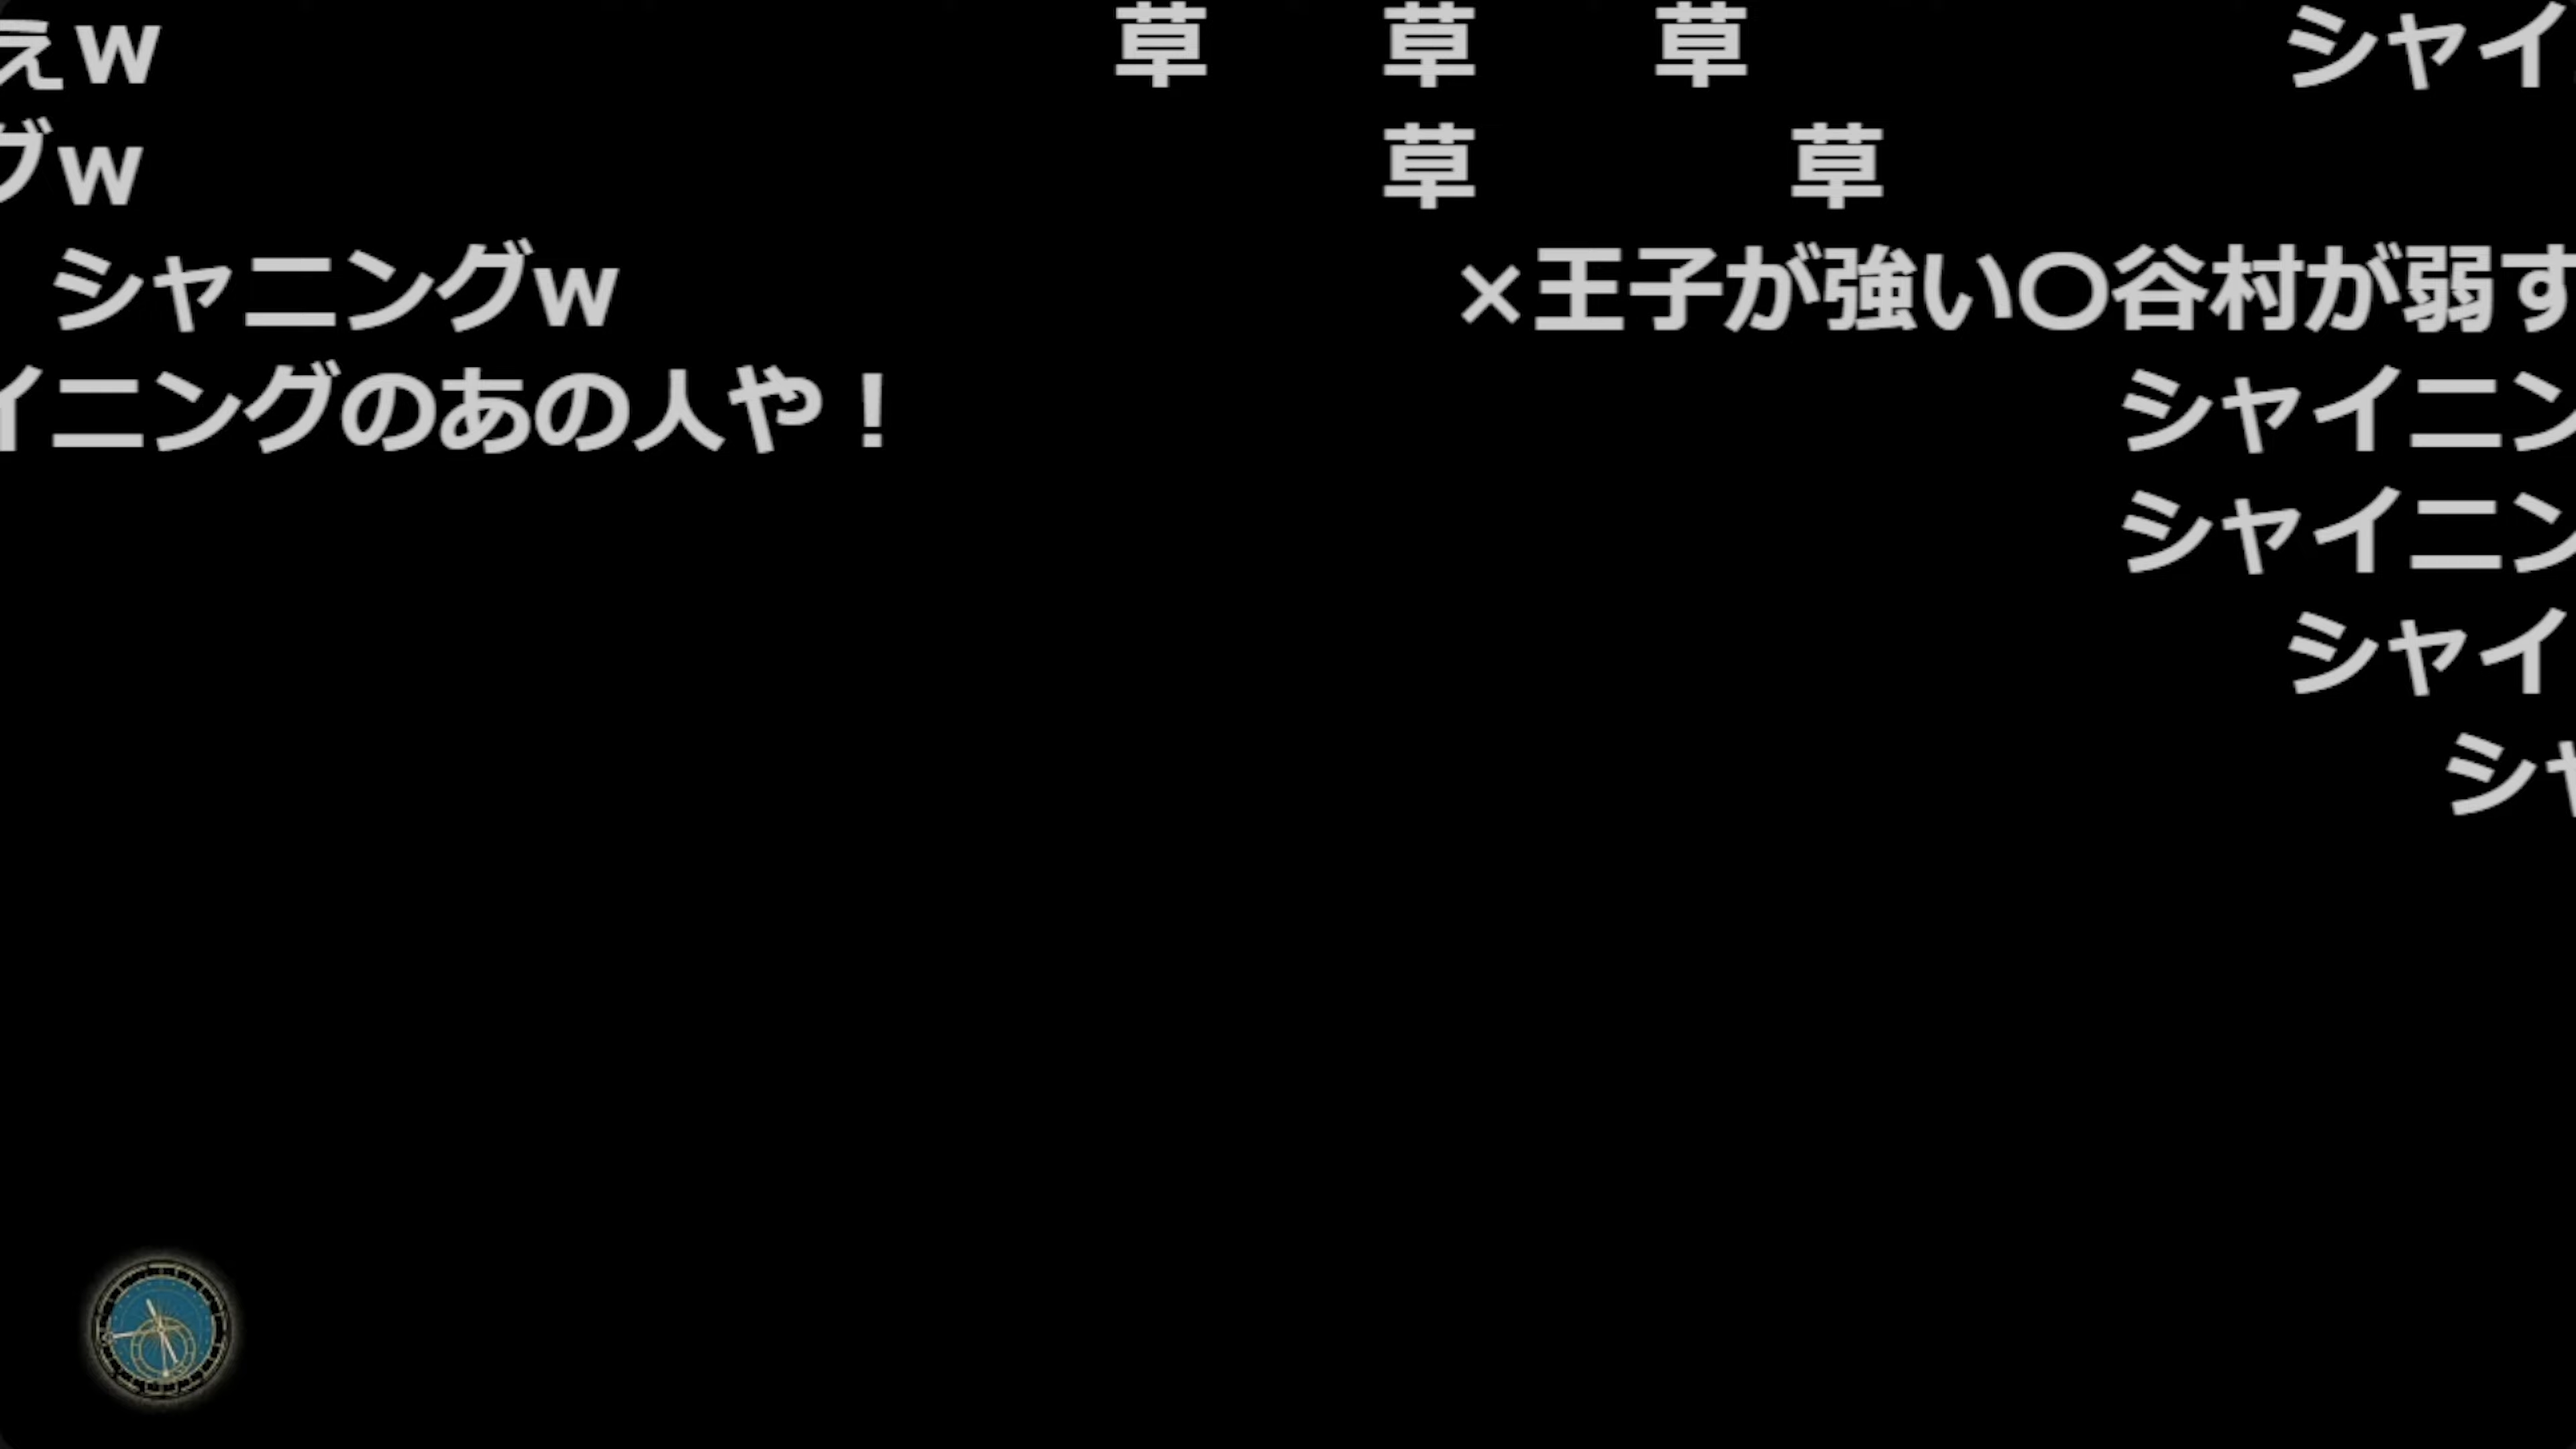 えw 草 草 草 シャイ
グw 草 草
シャニングw ×王子が強い〇谷村が弱す
イニングのあの人や！ シャイニン
シャイニン
シャイ
シャ